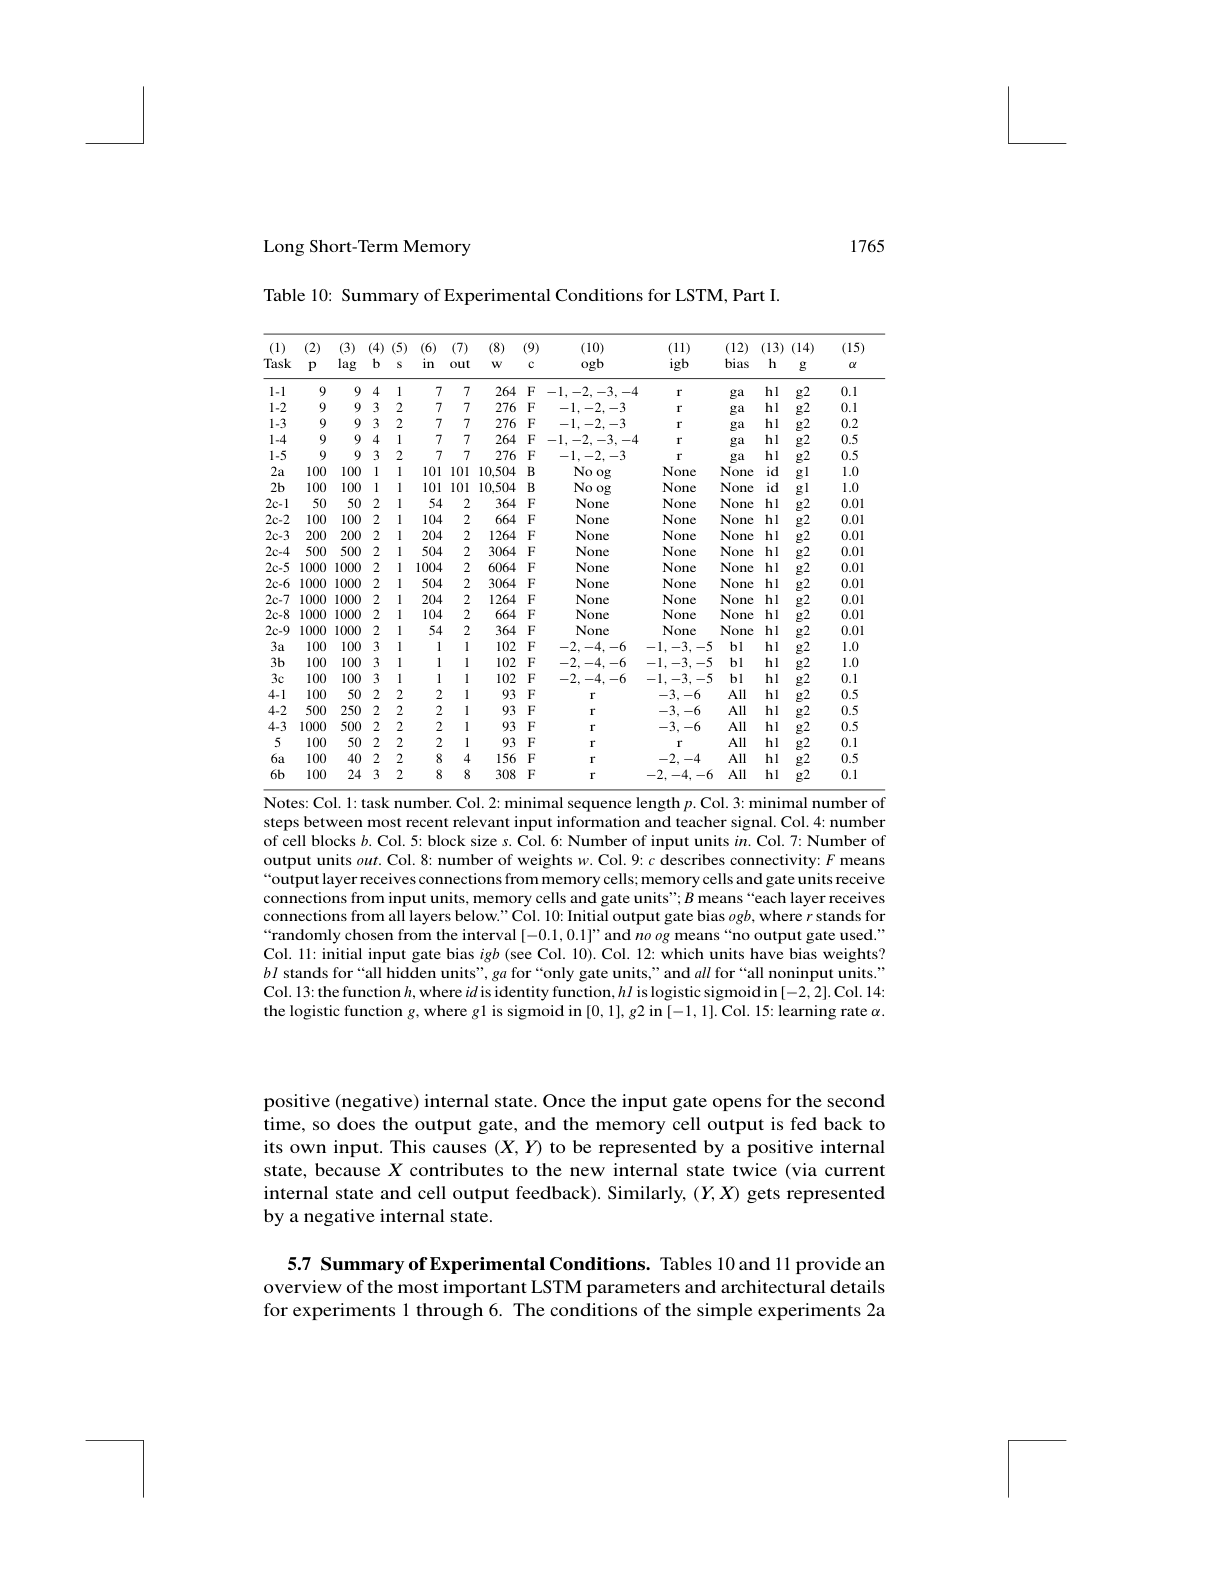 Long Short-Term Memory 1765
Table 10: Summary of Experimental Conditions for LSTM, Part I.
(1) (2) (3) (4) (5) (6) (7) (8) (9) (10) (11) (12) (13) (14) (15)
Task p lag b s in out w c ogb igb bias h g α
1-1 9 9 4 1 7 7 264 F −1, −2, −3, −4 r ga h1 g2 0.1
1-2 9 9 3 2 7 7 276 F −1, −2, −3 r ga h1 g2 0.1
1-3 9 9 3 2 7 7 276 F −1, −2, −3 r ga h1 g2 0.2
1-4 9 9 4 1 7 7 264 F −1, −2, −3, −4 r ga h1 g2 0.5
1-5 9 9 3 2 7 7 276 F −1, −2, −3 r ga h1 g2 0.5
2a 100 100 1 1 101 101 10,504 B No og None None id g1 1.0
2b 100 100 1 1 101 101 10,504 B No og None None id g1 1.0
2c-1 50 50 2 1 54 2 364 F None None None h1 g2 0.01
2c-2 100 100 2 1 104 2 664 F None None None h1 g2 0.01
2c-3 200 200 2 1 204 2 1264 F None None None h1 g2 0.01
2c-4 500 500 2 1 504 2 3064 F None None None h1 g2 0.01
2c-5 1000 1000 2 1 1004 2 6064 F None None None h1 g2 0.01
2c-6 1000 1000 2 1 504 2 3064 F None None None h1 g2 0.01
2c-7 1000 1000 2 1 204 2 1264 F None None None h1 g2 0.01
2c-8 1000 1000 2 1 104 2 664 F None None None h1 g2 0.01
2c-9 1000 1000 2 1 54 2 364 F None None None h1 g2 0.01
3a 100 100 3 1 1 1 102 F −2, −4, −6 −1, −3, −5 b1 h1 g2 1.0
3b 100 100 3 1 1 1 102 F −2, −4, −6 −1, −3, −5 b1 h1 g2 1.0
3c 100 100 3 1 1 1 102 F −2, −4, −6 −1, −3, −5 b1 h1 g2 0.1
4-1 100 50 2 2 2 1 93 F r −3, −6 All h1 g2 0.5
4-2 500 250 2 2 2 1 93 F r −3, −6 All h1 g2 0.5
4-3 1000 500 2 2 2 1 93 F r −3, −6 All h1 g2 0.5
5 100 50 2 2 2 1 93 F r r All h1 g2 0.1
6a 100 40 2 2 8 4 156 F r −2, −4 All h1 g2 0.5
6b 100 24 3 2 8 8 308 F r −2, −4, −6 All h1 g2 0.1
Notes: Col. 1: task number. Col. 2: minimal sequence length p. Col. 3: minimal number of
steps between most recent relevant input information and teacher signal. Col. 4: number
of cell blocks b. Col. 5: block size s. Col. 6: Number of input units in. Col. 7: Number of
output units out. Col. 8: number of weights w. Col. 9: c describes connectivity: F means
“output layer receives connections from memory cells; memory cells and gate units receive
connections from input units, memory cells and gate units”; B means “each layer receives
connections from all layers below.” Col. 10: Initial output gate bias ogb, where r stands for
“randomly chosen from the interval [−0.1, 0.1]” and no og means “no output gate used.”
Col. 11: initial input gate bias igb (see Col. 10). Col. 12: which units have bias weights?
b1 stands for “all hidden units”, ga for “only gate units,” and all for “all noninput units.”
Col. 13: the function h, where id is identity function, h1 is logistic sigmoid in [−2, 2]. Col. 14:
the logistic function g, where g1 is sigmoid in [0, 1], g2 in [−1, 1]. Col. 15: learning rate α.
positive (negative) internal state. Once the input gate opens for the second
time, so does the output gate, and the memory cell output is fed back to
its own input. This causes (X, Y) to be represented by a positive internal
state, because X contributes to the new internal state twice (via current
internal state and cell output feedback). Similarly, (Y, X) gets represented
by a negative internal state.
5.7 Summary of Experimental Conditions. Tables 10 and 11 provide an
overview of the most important LSTM parameters and architectural details
for experiments 1 through 6. The conditions of the simple experiments 2a